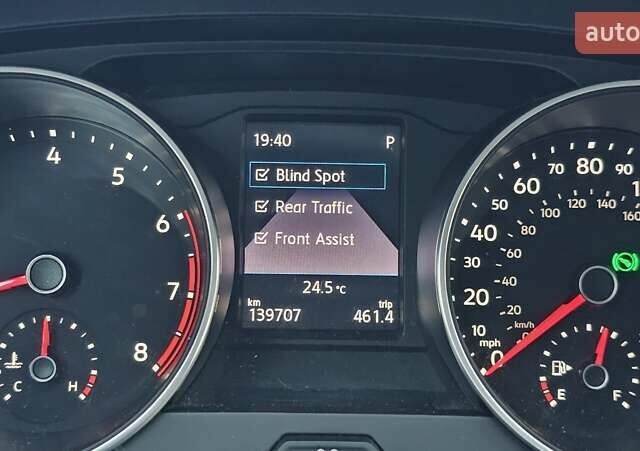 auto
19:40 P
Blind Spot
Rear Traffic
Front Assist
24.5 °C
km trip
139707 461.4
4
5
6
7
8
C H
0
10
20
30
40
50
60
70
80
90
mph
km/h
20
40
60
80
100
120
140
160
E F